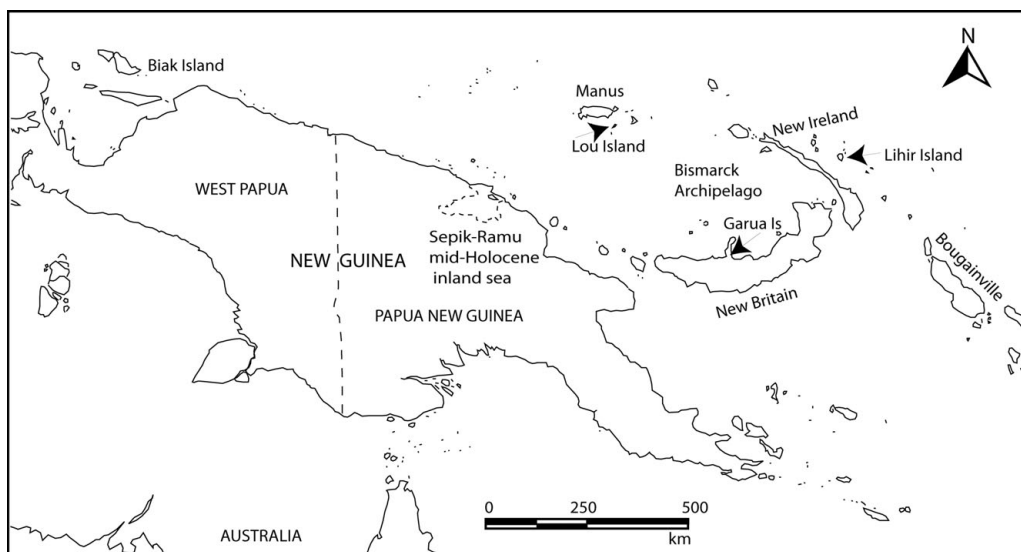 N
Biak Island
Manus
New Ireland
Lou Island
Lihir Island
Bismarck
Archipelago
WEST PAPUA
Garua Is
Sepik-Ramu
mid-Holocene
inland sea
NEW GUINEA
Bougainville
New Britain
PAPUA NEW GUINEA
0 250 500
km
AUSTRALIA